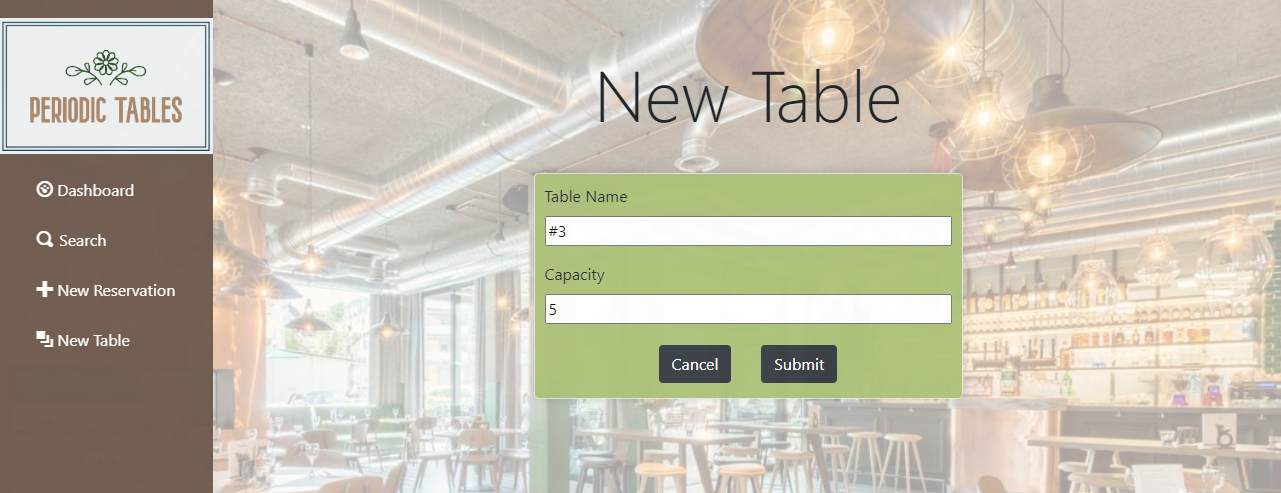 PERIODIC TABLES
Dashboard
Search
New Reservation
New Table
New Table
Table Name
#3
Capacity
5
Cancel Submit